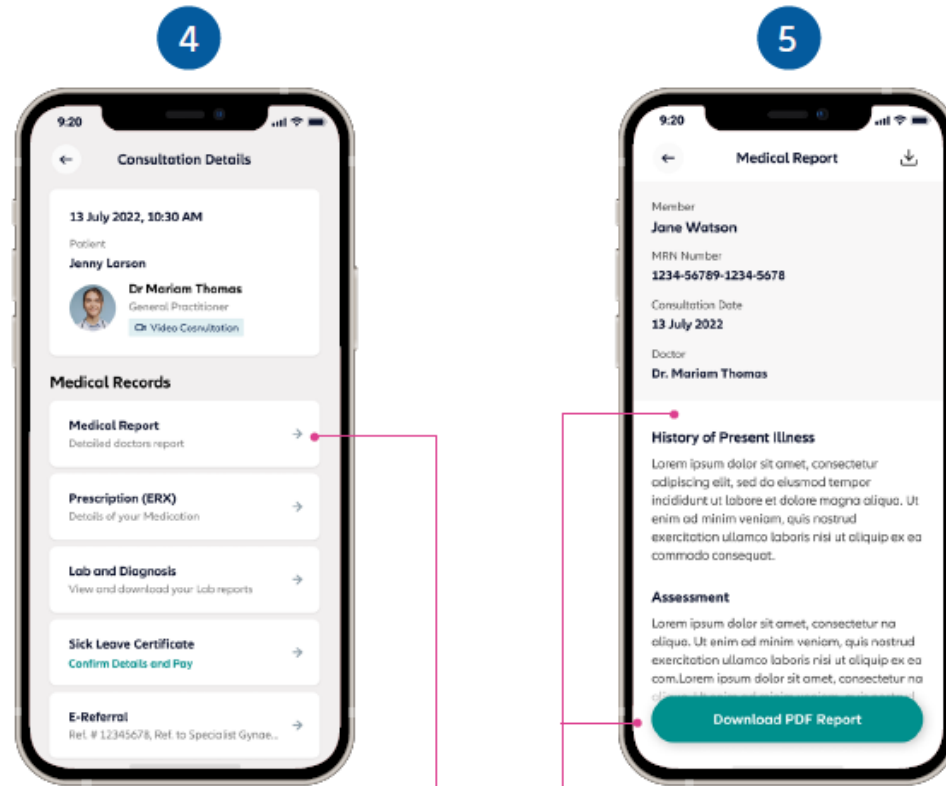 4
9:20
Consultation Details
13 July 2022, 10:30 AM
Patient
Jenny Larson
Dr Mariam Thomas
General Practitioner
Video Cosnultation
Medical Records
Medical Report
Detailed doctors report
Prescription (ERX)
Details of your Medication
Lab and Diagnosis
View and download your Lab reports
Sick Leave Certificate
Confirm Details and Pay
E-Referral
Ref. # 12345678, Ref. to Specialist Gynae...
5
9:20
Medical Report
Member
Jane Watson
MRN Number
1234-56789-1234-5678
Consultation Date
13 July 2022
Doctor
Dr. Mariam Thomas
History of Present Illness
Lorem ipsum dolor sit amet, consectetur
adipiscing elit, sed do eiusmod tempor
incididunt ut labore et dolore magna aliqua. Ut
enim ad minim veniam, quis nostrud
exercitation ullamco laboris nisi ut aliquip ex ea
commodo consequat.
Assessment
Lorem ipsum dolor sit amet, consectetur na
aliqua. Ut enim ad minim veniam, quis nostrud
exercitation ullamco laboris nisi ut aliquip ex ea
com.Lorem ipsum dolor sit amet, consectetur na
Download PDF Report